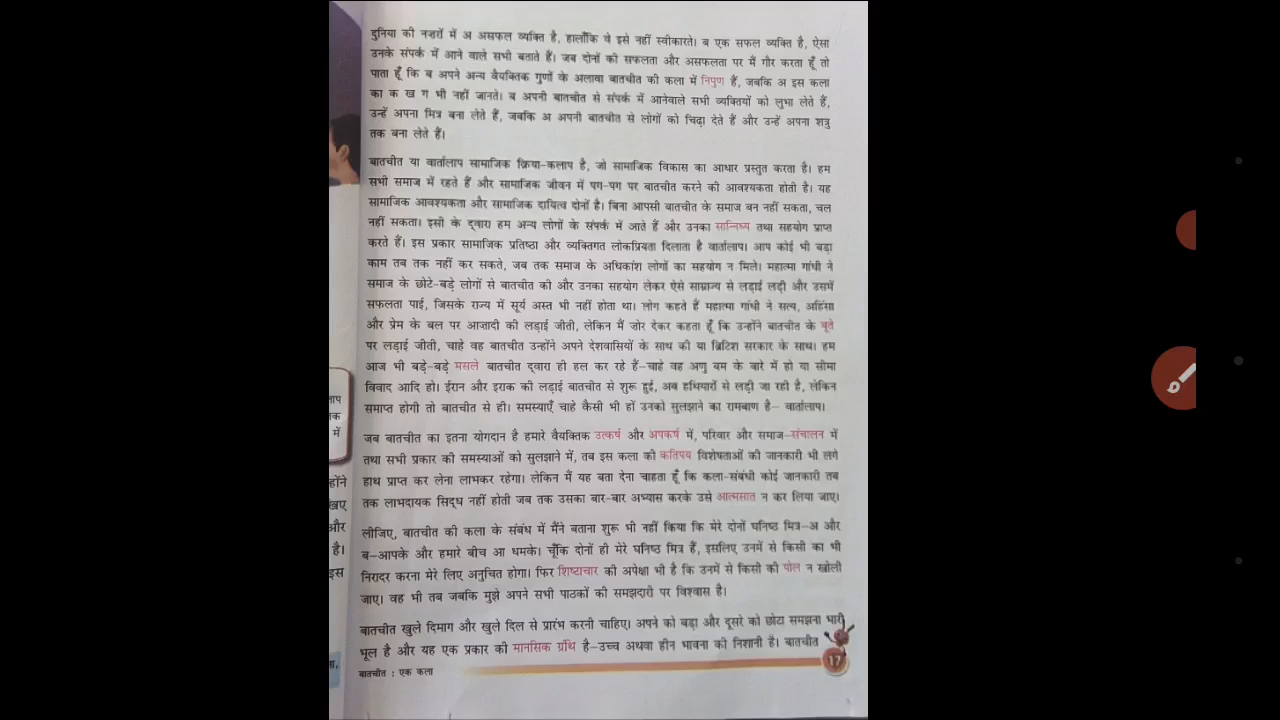 दुनिया की नज़रों में अ असफल व्यक्ति है, हालाँकि वे इसे नहीं स्वीकारते। ब एक सफल व्यक्ति है, ऐसा
उनके संपर्क में आने वाले सभी बताते हैं। जब दोनों की सफलता और असफलता पर मैं गौर करता हूँ तो
पाता हूँ कि ब अपने अन्य वैयक्तिक गुणों के अलावा बातचीत की कला में निपुण हैं, जबकि अ इस कला
का क ख ग भी नहीं जानते। ब अपनी बातचीत से संपर्क में आनेवाले सभी व्यक्तियों को लुभा लेते हैं,
उन्हें अपना मित्र बना लेते हैं, जबकि अ अपनी बातचीत से लोगों को चिढ़ा देते हैं और उन्हें अपना शत्रु
तक बना लेते हैं।
बातचीत या वार्तालाप सामाजिक क्रिया-कलाप है, जो सामाजिक विकास का आधार प्रस्तुत करता है। हम
सभी समाज में रहते हैं और सामाजिक जीवन में पग-पग पर बातचीत करने की आवश्यकता होती है। यह
सामाजिक आवश्यकता और सामाजिक दायित्व दोनों है। बिना आपसी बातचीत के समाज बन नहीं सकता, चल
नहीं सकता। इसी के द्वारा हम अन्य लोगों के संपर्क में आते हैं और उनका सान्निध्य तथा सहयोग प्राप्त
करते हैं। इस प्रकार सामाजिक प्रतिष्ठा और व्यक्तिगत लोकप्रियता दिलाता है वार्तालाप। आप कोई भी बड़ा
काम तब तक नहीं कर सकते, जब तक समाज के अधिकांश लोगों का सहयोग न मिले। महात्मा गांधी ने
समाज के छोटे-बड़े लोगों से बातचीत की और उनका सहयोग लेकर ऐसे साम्राज्य से लड़ाई लड़ी और उसमें
सफलता पाई, जिसके राज्य में सूर्य अस्त भी नहीं होता था। लोग कहते हैं महात्मा गांधी ने सत्य, अहिंसा
और प्रेम के बल पर आज़ादी की लड़ाई जीती, लेकिन मैं ज़ोर देकर कहता हूँ कि उन्होंने बातचीत के बूते
पर लड़ाई जीती, चाहे वह बातचीत उन्होंने अपने देशवासियों के साथ की या ब्रिटिश सरकार के साथ। हम
आज भी बड़े-बड़े मसले बातचीत द्वारा ही हल कर रहे हैं–चाहे वह अणु बम के बारे में हो या सीमा
विवाद आदि हो। ईरान और इराक की लड़ाई बातचीत से शुरू हुई, अब हथियारों से लड़ी जा रही है, लेकिन
समाप्त होगी तो बातचीत से ही। समस्याएँ चाहे कैसी भी हों उनको सुलझाने का रामबाण है– वार्तालाप।
जब बातचीत का इतना योगदान है हमारे वैयक्तिक उत्कर्ष और अपकर्ष में, परिवार और समाज-संचालन में
तथा सभी प्रकार की समस्याओं को सुलझाने में, तब इस कला की कतिपय विशेषताओं की जानकारी भी लगे
हाथ प्राप्त कर लेना लाभकर रहेगा। लेकिन मैं यह बता देना चाहता हूँ कि कला-संबंधी कोई जानकारी तब
तक लाभदायक सिद्ध नहीं होती जब तक उसका बार-बार अभ्यास करके उसे आत्मसात न कर लिया जाए।
लीजिए, बातचीत की कला के संबंध में मैंने बताना शुरू भी नहीं किया कि मेरे दोनों घनिष्ठ मित्र–अ और
ब–आपके और हमारे बीच आ धमके। चूँकि दोनों ही मेरे घनिष्ठ मित्र हैं, इसलिए उनमें से किसी का भी
निरादर करना मेरे लिए अनुचित होगा। फिर शिष्टाचार की अपेक्षा भी है कि उनमें से किसी की पोल न खोली
जाए। वह भी तब जबकि मुझे अपने सभी पाठकों की समझदारी पर विश्वास है।
बातचीत खुले दिमाग और खुले दिल से प्रारंभ करनी चाहिए। अपने को बड़ा और दूसरे को छोटा समझना भारी
भूल है और यह एक प्रकार की मानसिक ग्रंथि है–उच्च अथवा हीन भावना की निशानी है। बातचीत
17
बातचीत : एक कला